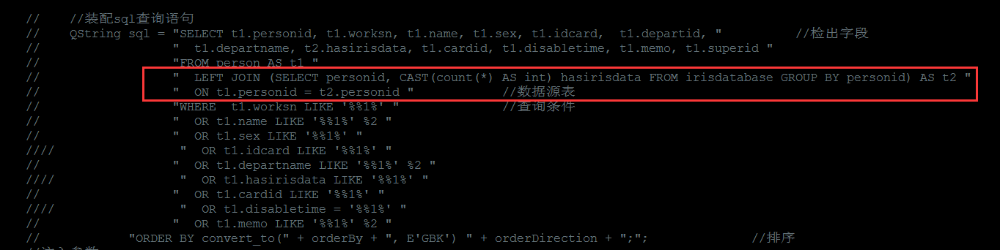 //    //装配sql查询语句
//    QString sql = "SELECT t1.personid, t1.worksn, t1.name, t1.sex, t1.idcard,  t1.departid, "          //检出字段
//                  "  t1.departname, t2.hasirisdata, t1.cardid, t1.disabletime, t1.memo, t1.superid "
//                  "FROM person AS t1 "
//                  "  LEFT JOIN (SELECT personid, CAST(count(*) AS int) hasirisdata FROM irisdatabase GROUP BY personid) AS t2 "
//                  "  ON t1.personid = t2.personid "            //数据源表
//                  "WHERE  t1.worksn LIKE '%%1%' "              //查询条件
//                  "  OR t1.name LIKE '%%1%' %2 "
//                  "  OR t1.sex LIKE '%%1%' "
////                 "  OR t1.idcard LIKE '%%1%' "
//                  "  OR t1.departname LIKE '%%1%' %2 "
////                 "  OR t1.hasirisdata LIKE '%%1%' "
//                  "  OR t1.cardid LIKE '%%1%' "
////                 "  OR t1.disabletime = '%%1%' "
//                  "  OR t1.memo LIKE '%%1%' %2 "
//            "ORDER BY convert_to(" + orderBy + ", E'GBK') " + orderDirection + ";";              //排序